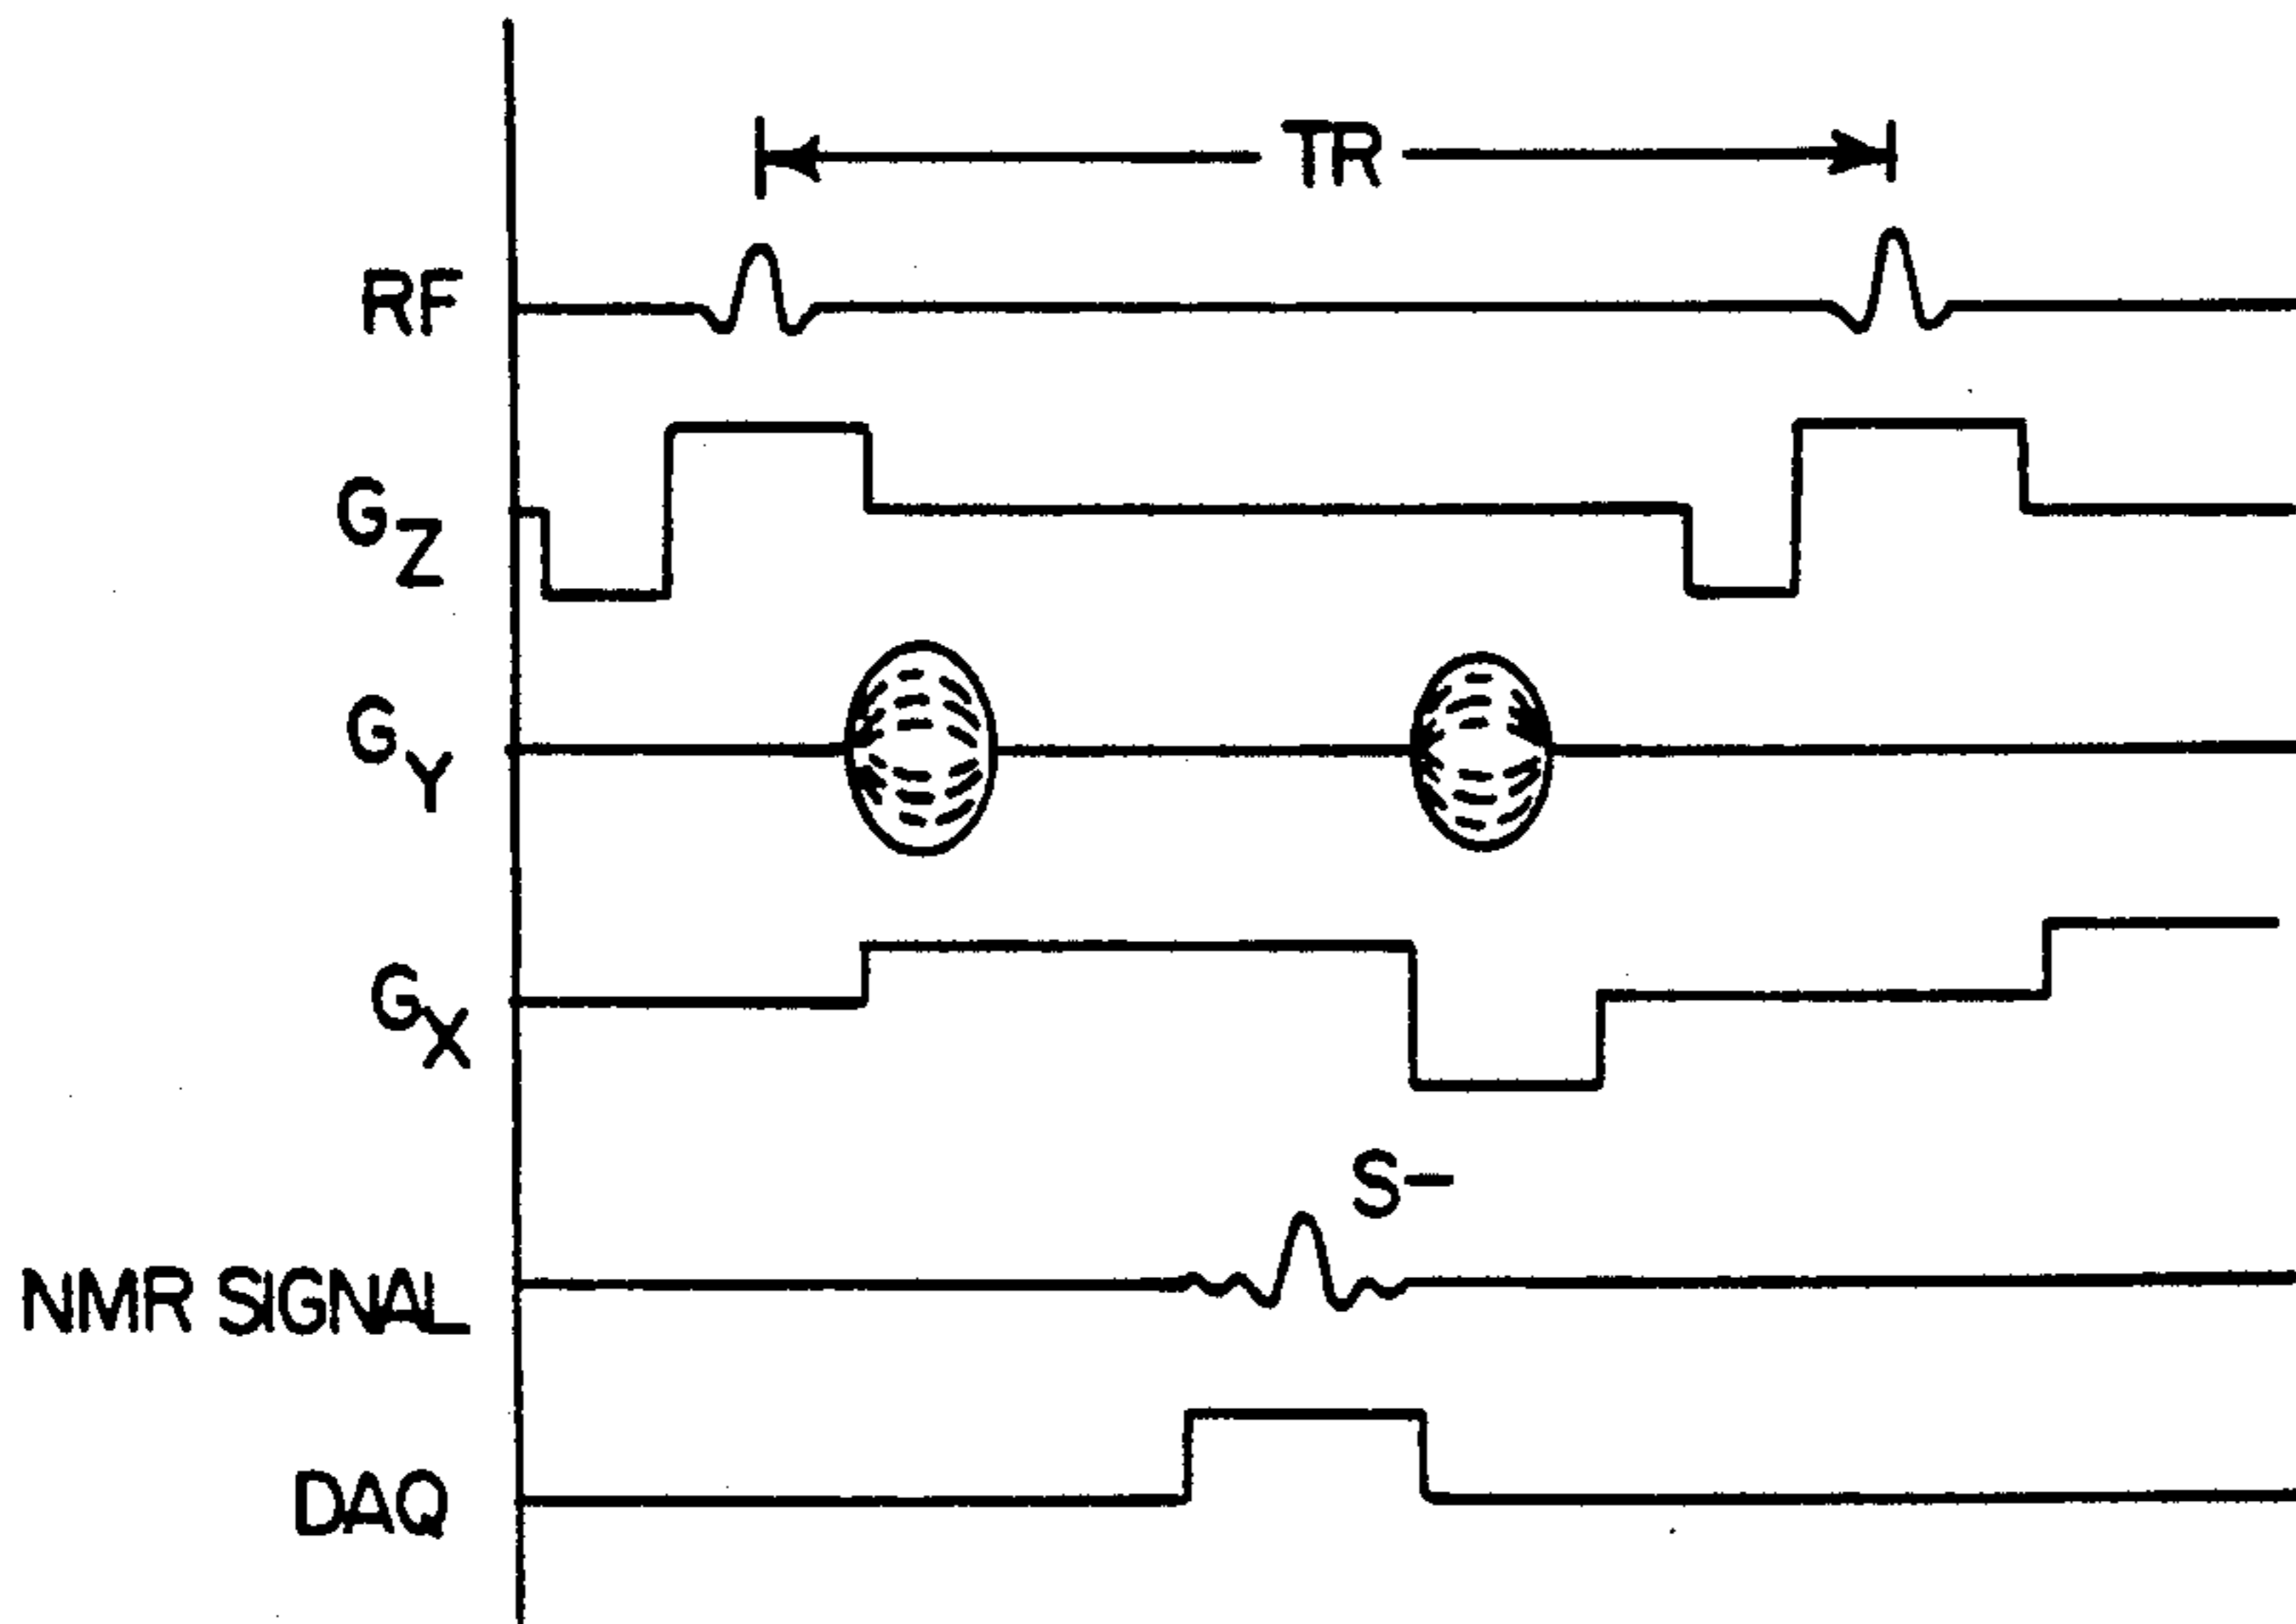 TR
RF
GZ
GY
GX
S-
NMR SIGNAL
DAQ